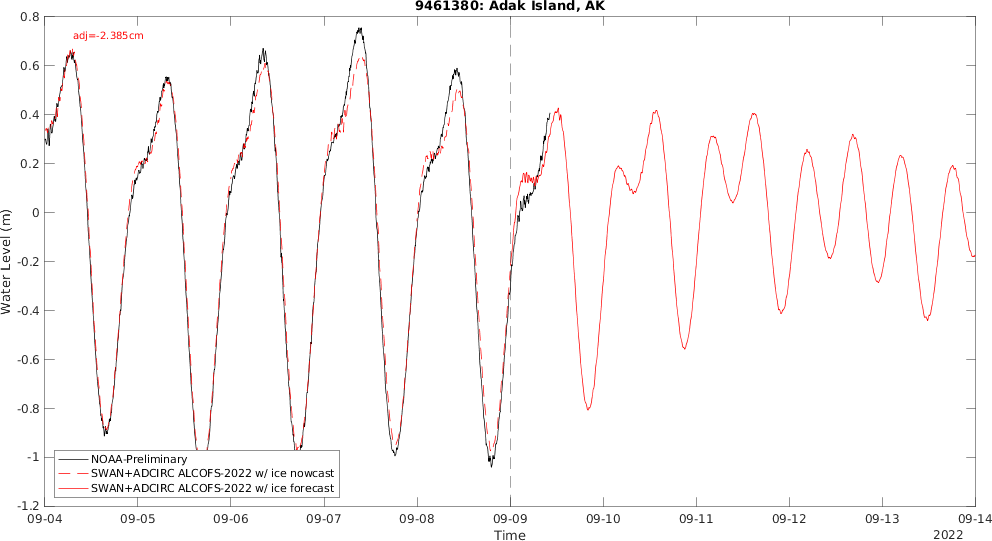 9461380: Adak Island, AK
adj=-2.385cm
0.8
0.6
0.4
0.2
0
-0.2
-0.4
-0.6
-0.8
-1
-1.2
Water Level (m)
NOAA-Preliminary
SWAN+ADCIRC ALCOFS-2022 w/ ice nowcast
SWAN+ADCIRC ALCOFS-2022 w/ ice forecast
09-04 09-05 09-06 09-07 09-08 09-09 09-10 09-11 09-12 09-13 09-14
Time
2022